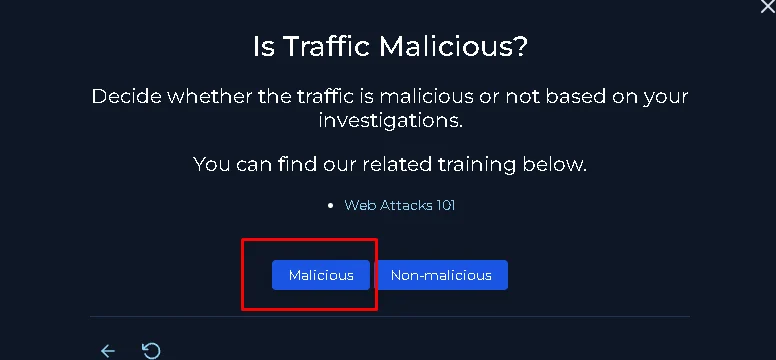 Is Traffic Malicious?
Decide whether the traffic is malicious or not based on your
investigations.
You can find our related training below.
Web Attacks 101
Malicious
Non-malicious